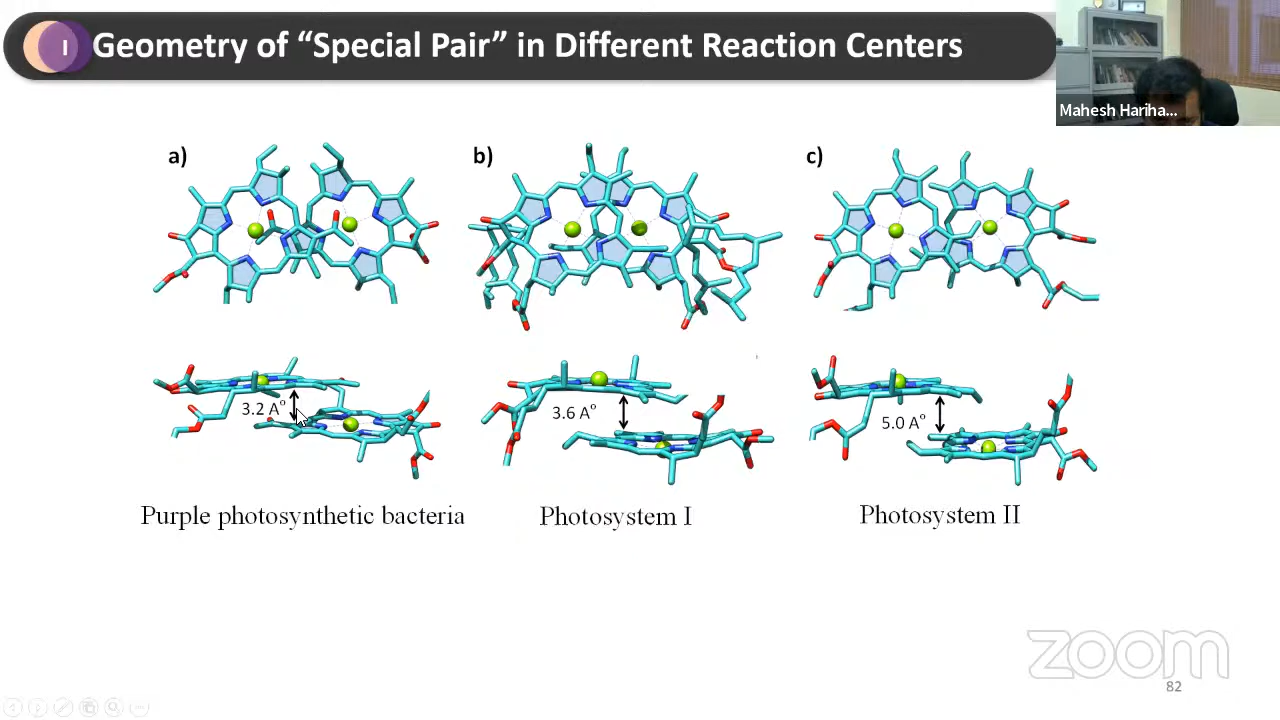 I
Geometry of “Special Pair” in Different Reaction Centers
Mahesh Hariha...
a)
b)
c)
3.2 A°
3.6 A°
5.0 A°
Purple photosynthetic bacteria
Photosystem I
Photosystem II
zoom
82